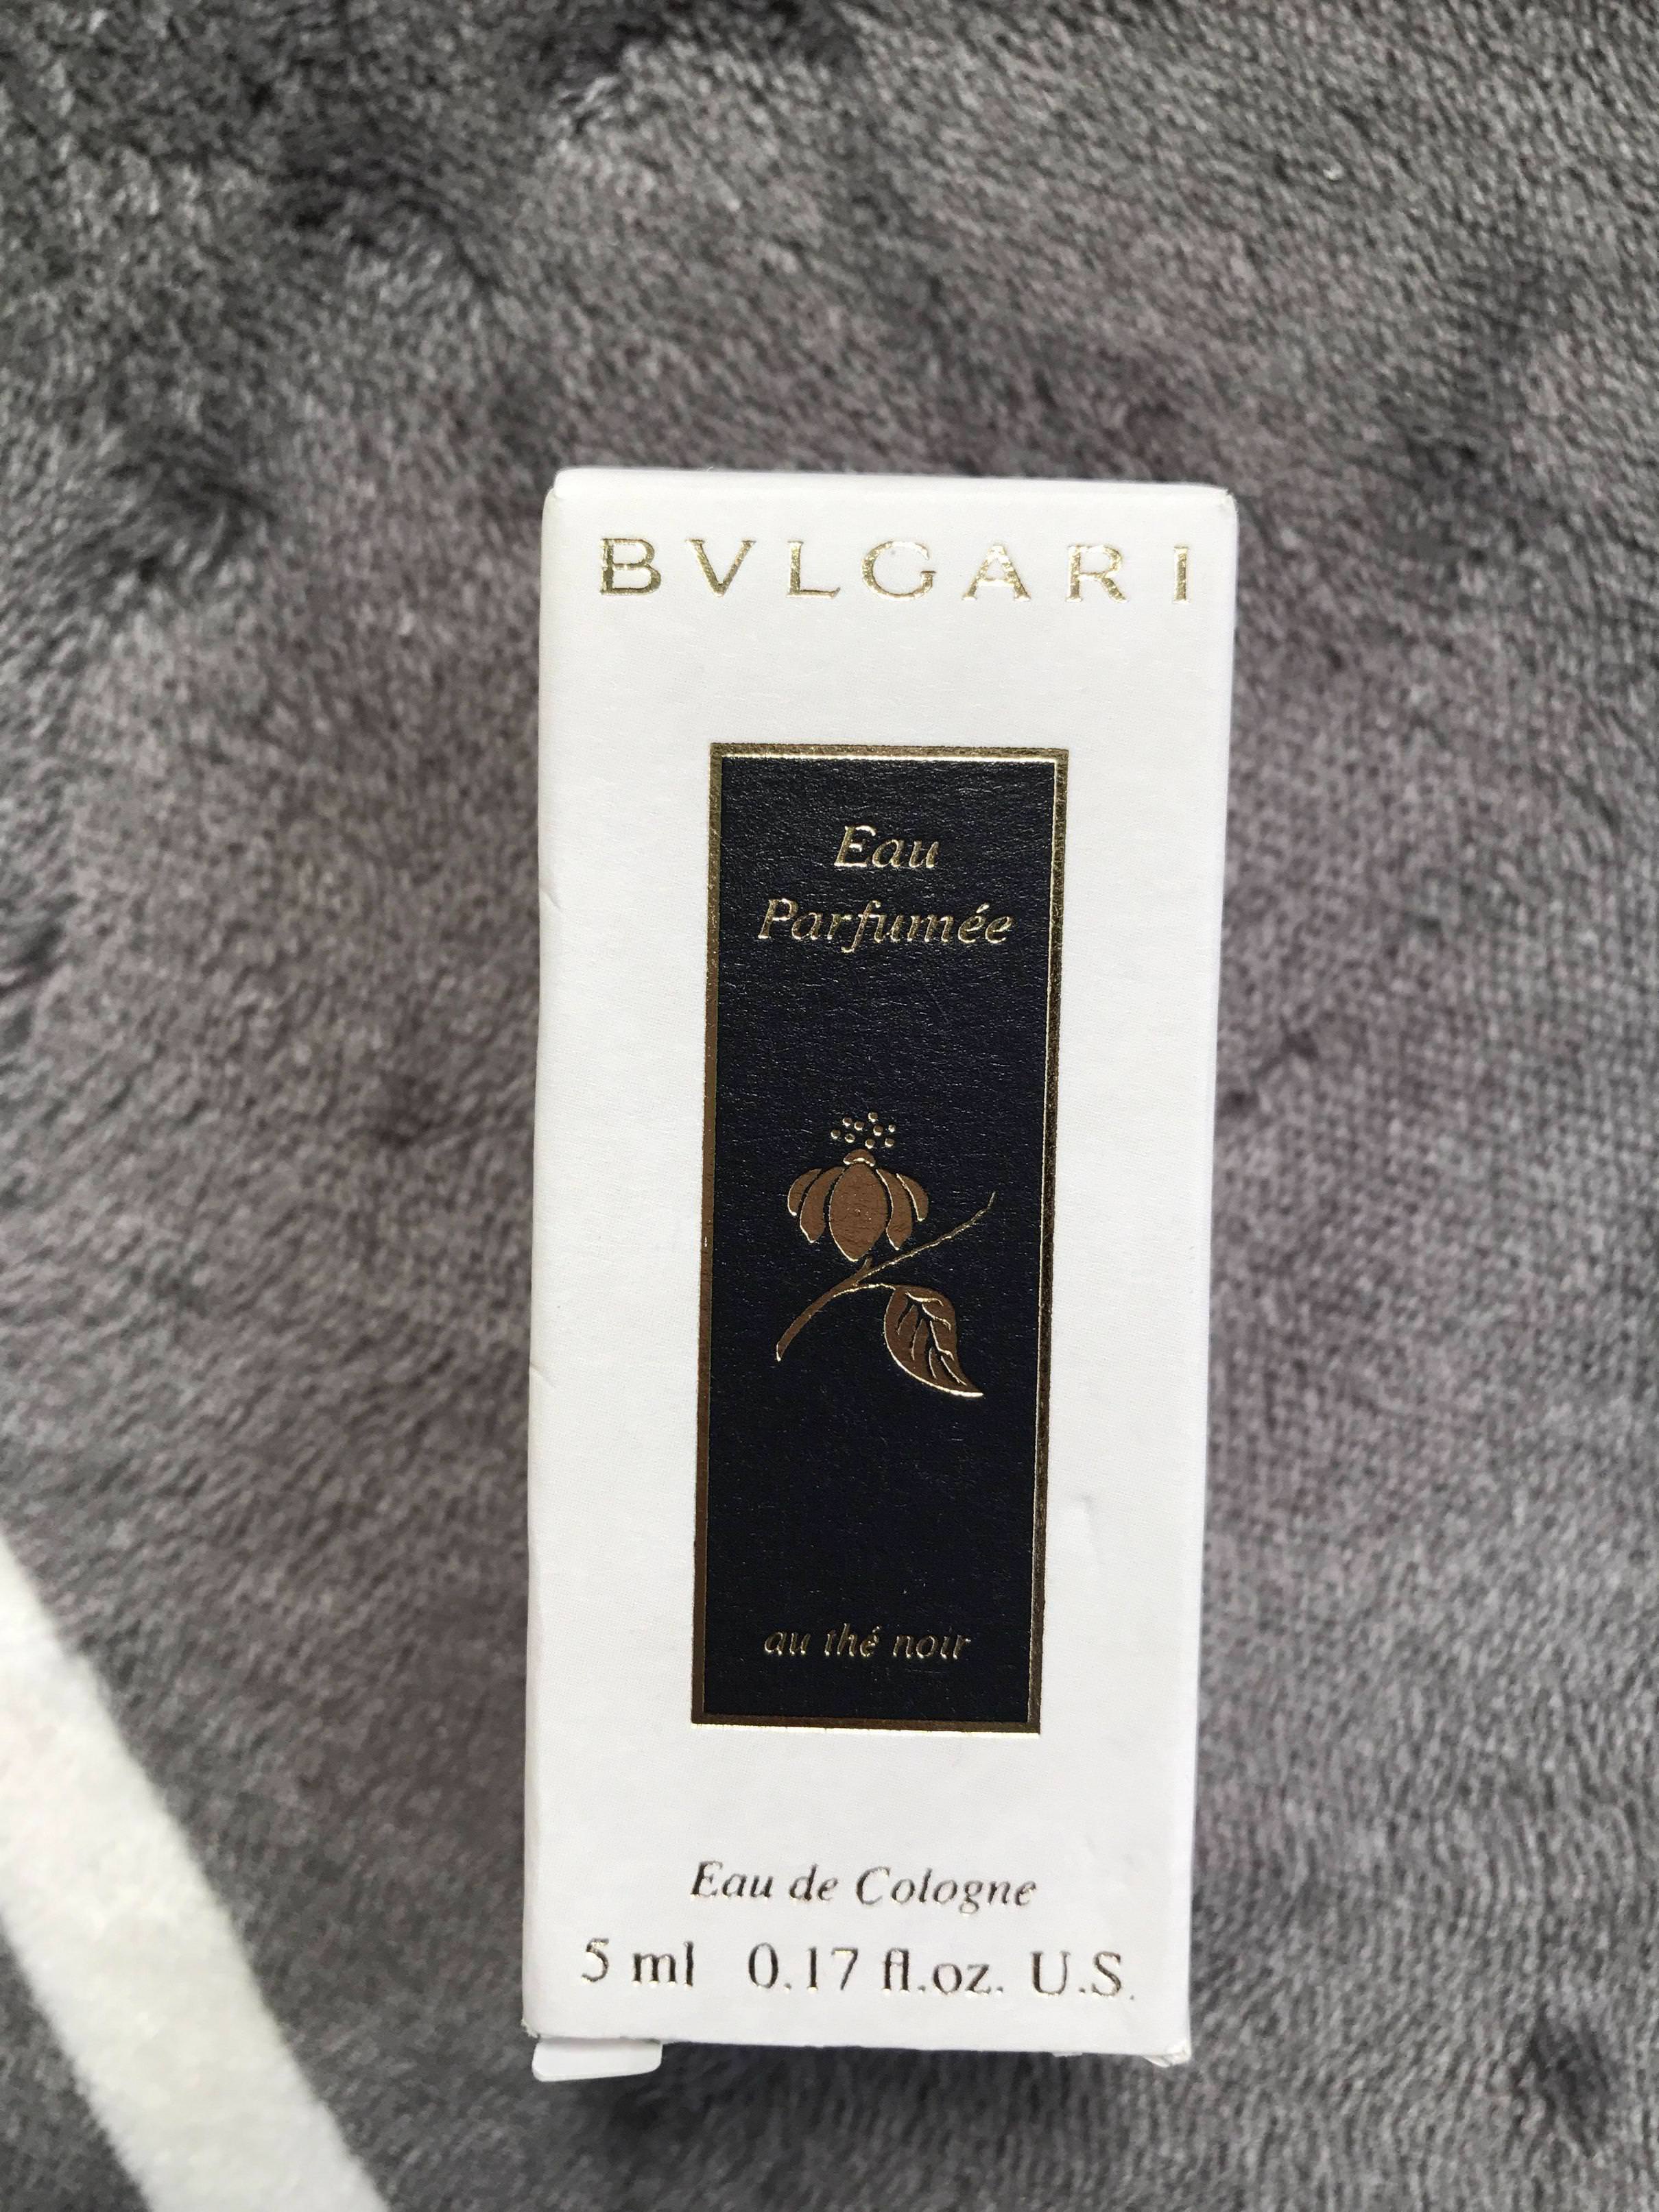 BVLGARI
Eau
Parfumée
au thé noir
Eau de Cologne
5 ml 0.17 fl.oz. U.S.